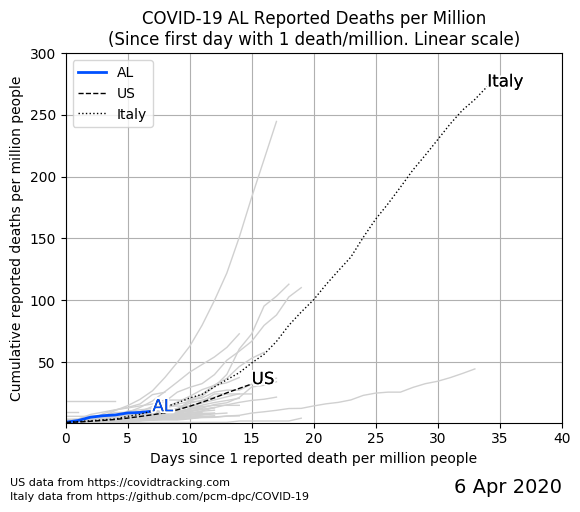 COVID-19 AL Reported Deaths per Million
(Since first day with 1 death/million. Linear scale)
300
250
200
150
100
50
AL
US
Italy
Italy
US
AL
Cumulative reported deaths per million people
0 5 10 15 20 25 30 35 40
Days since 1 reported death per million people
US data from https://covidtracking.com
Italy data from https://github.com/pcm-dpc/COVID-19
6 Apr 2020